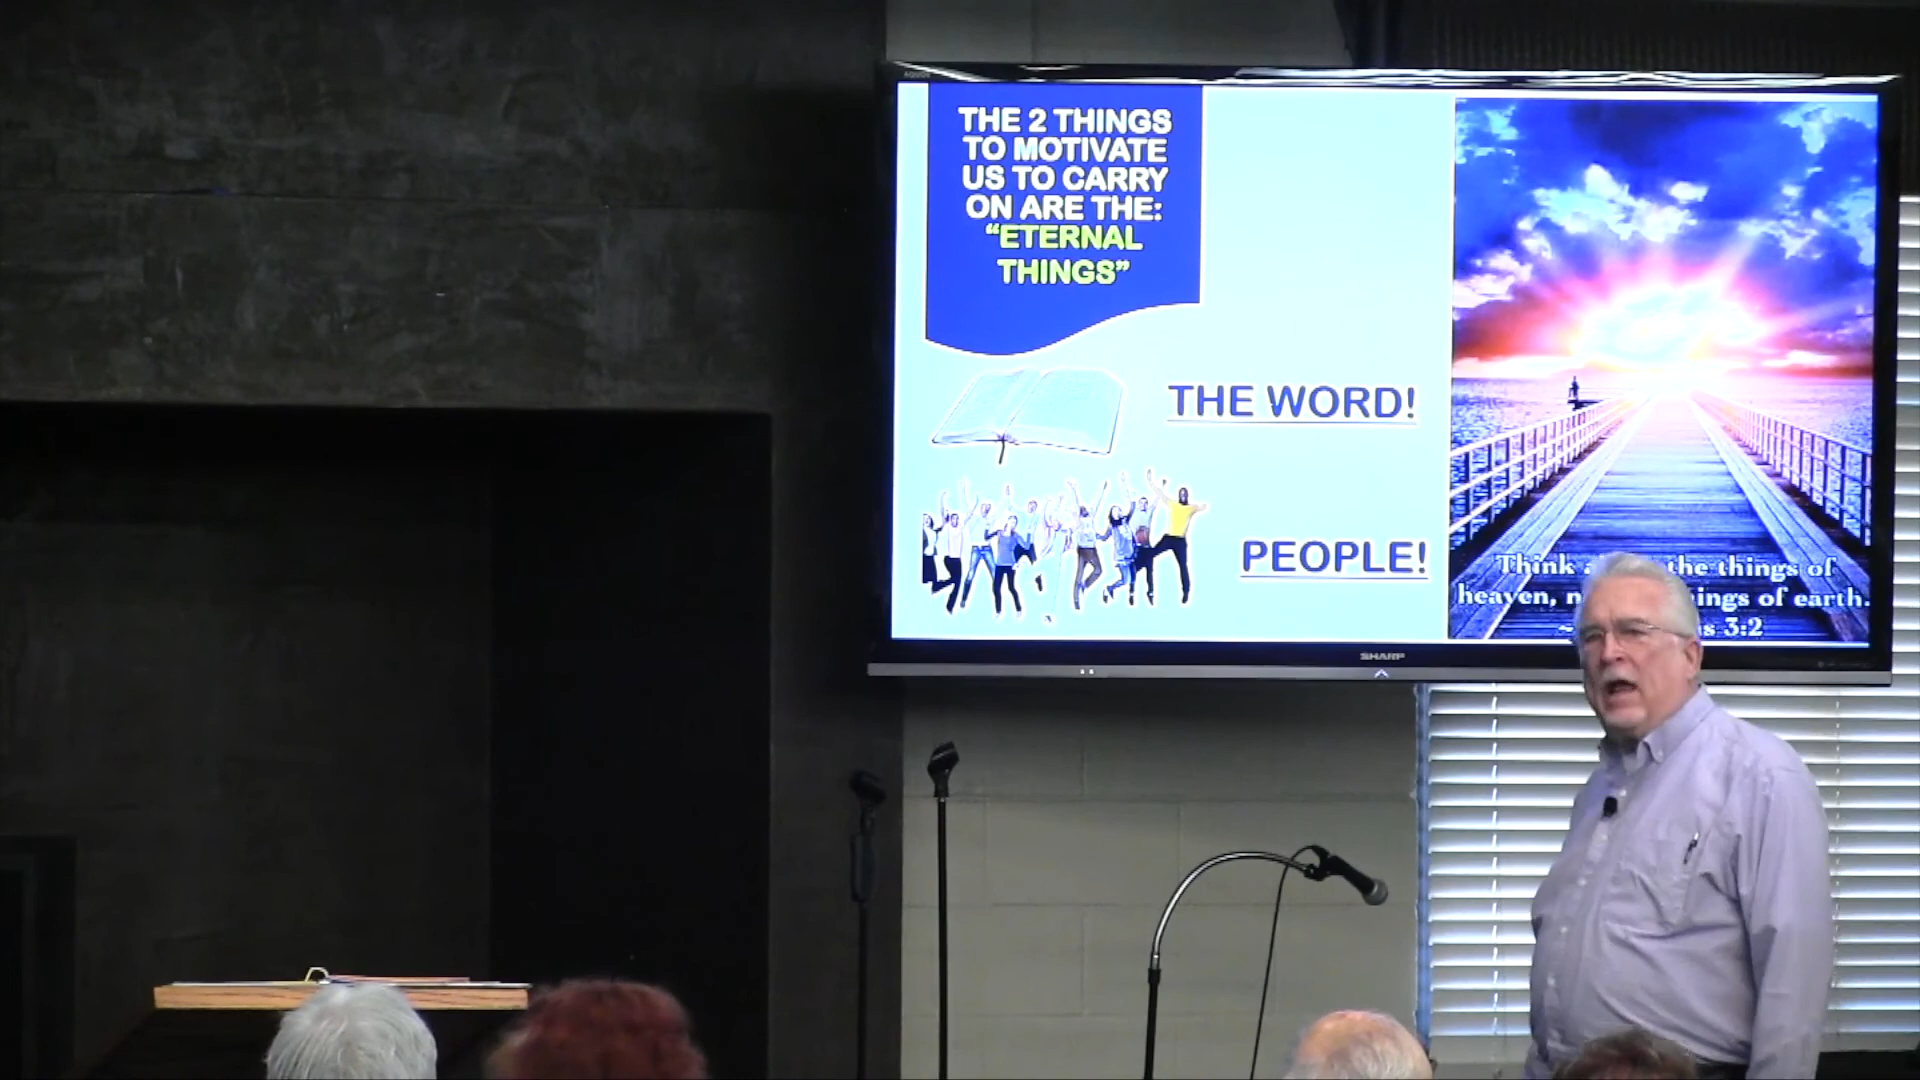 THE 2 THINGS
TO MOTIVATE
US TO CARRY
ON ARE THE:
“ETERNAL
THINGS”
THE WORD!
PEOPLE!
Think the things of
heaven, of earth.
3:2
SHARP